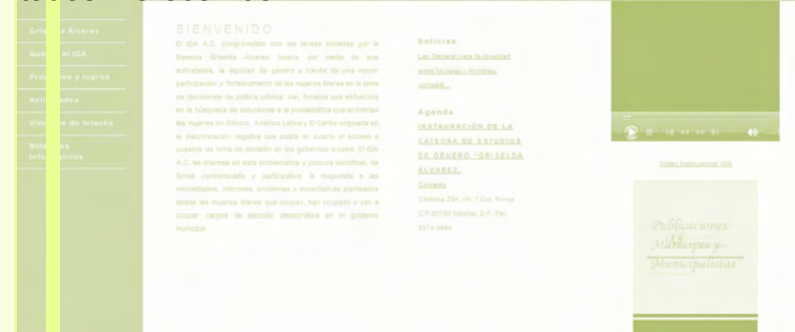 Griselda Álvarez
Qué es el IGA
Proyectos y logros
Actividades
Vínculos de Interés
Boletines
Informativos
BIENVENIDO
El IGA A.C. comprometido con las tareas iniciadas por la
Maestra Griselda Álvarez, busca, por medio de sus
actividades, la equidad de género a través de una mayor
participación y fortalecimiento de las mujeres líderes en la toma
de decisiones de política pública. Así, focaliza sus esfuerzos
en la búsqueda de soluciones a la problemática que enfrentan
las mujeres en México, América Latina y El Caribe originada en
la discriminación negativa que existe en cuanto al acceso a
puestos de toma de decisión en los gobiernos locales. El IGA
A.C. se interesa en esta problemática y procura identificar, de
forma consensuada y participativa, la respuesta a las
necesidades, intereses, problemas y expectativas planteados
desde las mujeres líderes que ocupan, han ocupado o van a
ocupar cargos de elección democrática en el gobierno
municipal.
Noticias
Ley General para la Igualdad
entre Mujeres y Hombres,
Agenda
INSTAURACIÓN DE LA
CÁTEDRA DE ESTUDIOS
DE GÉNERO "GRISELDA
ÁLVAREZ.
Contacto
Córdoba 234, Int. 7 Col. Roma
C.P 06700 México, D.F. Tel.
5574 0984
Video Institucional IGA
Publicaciones:
Munícipes y
Municipalistas